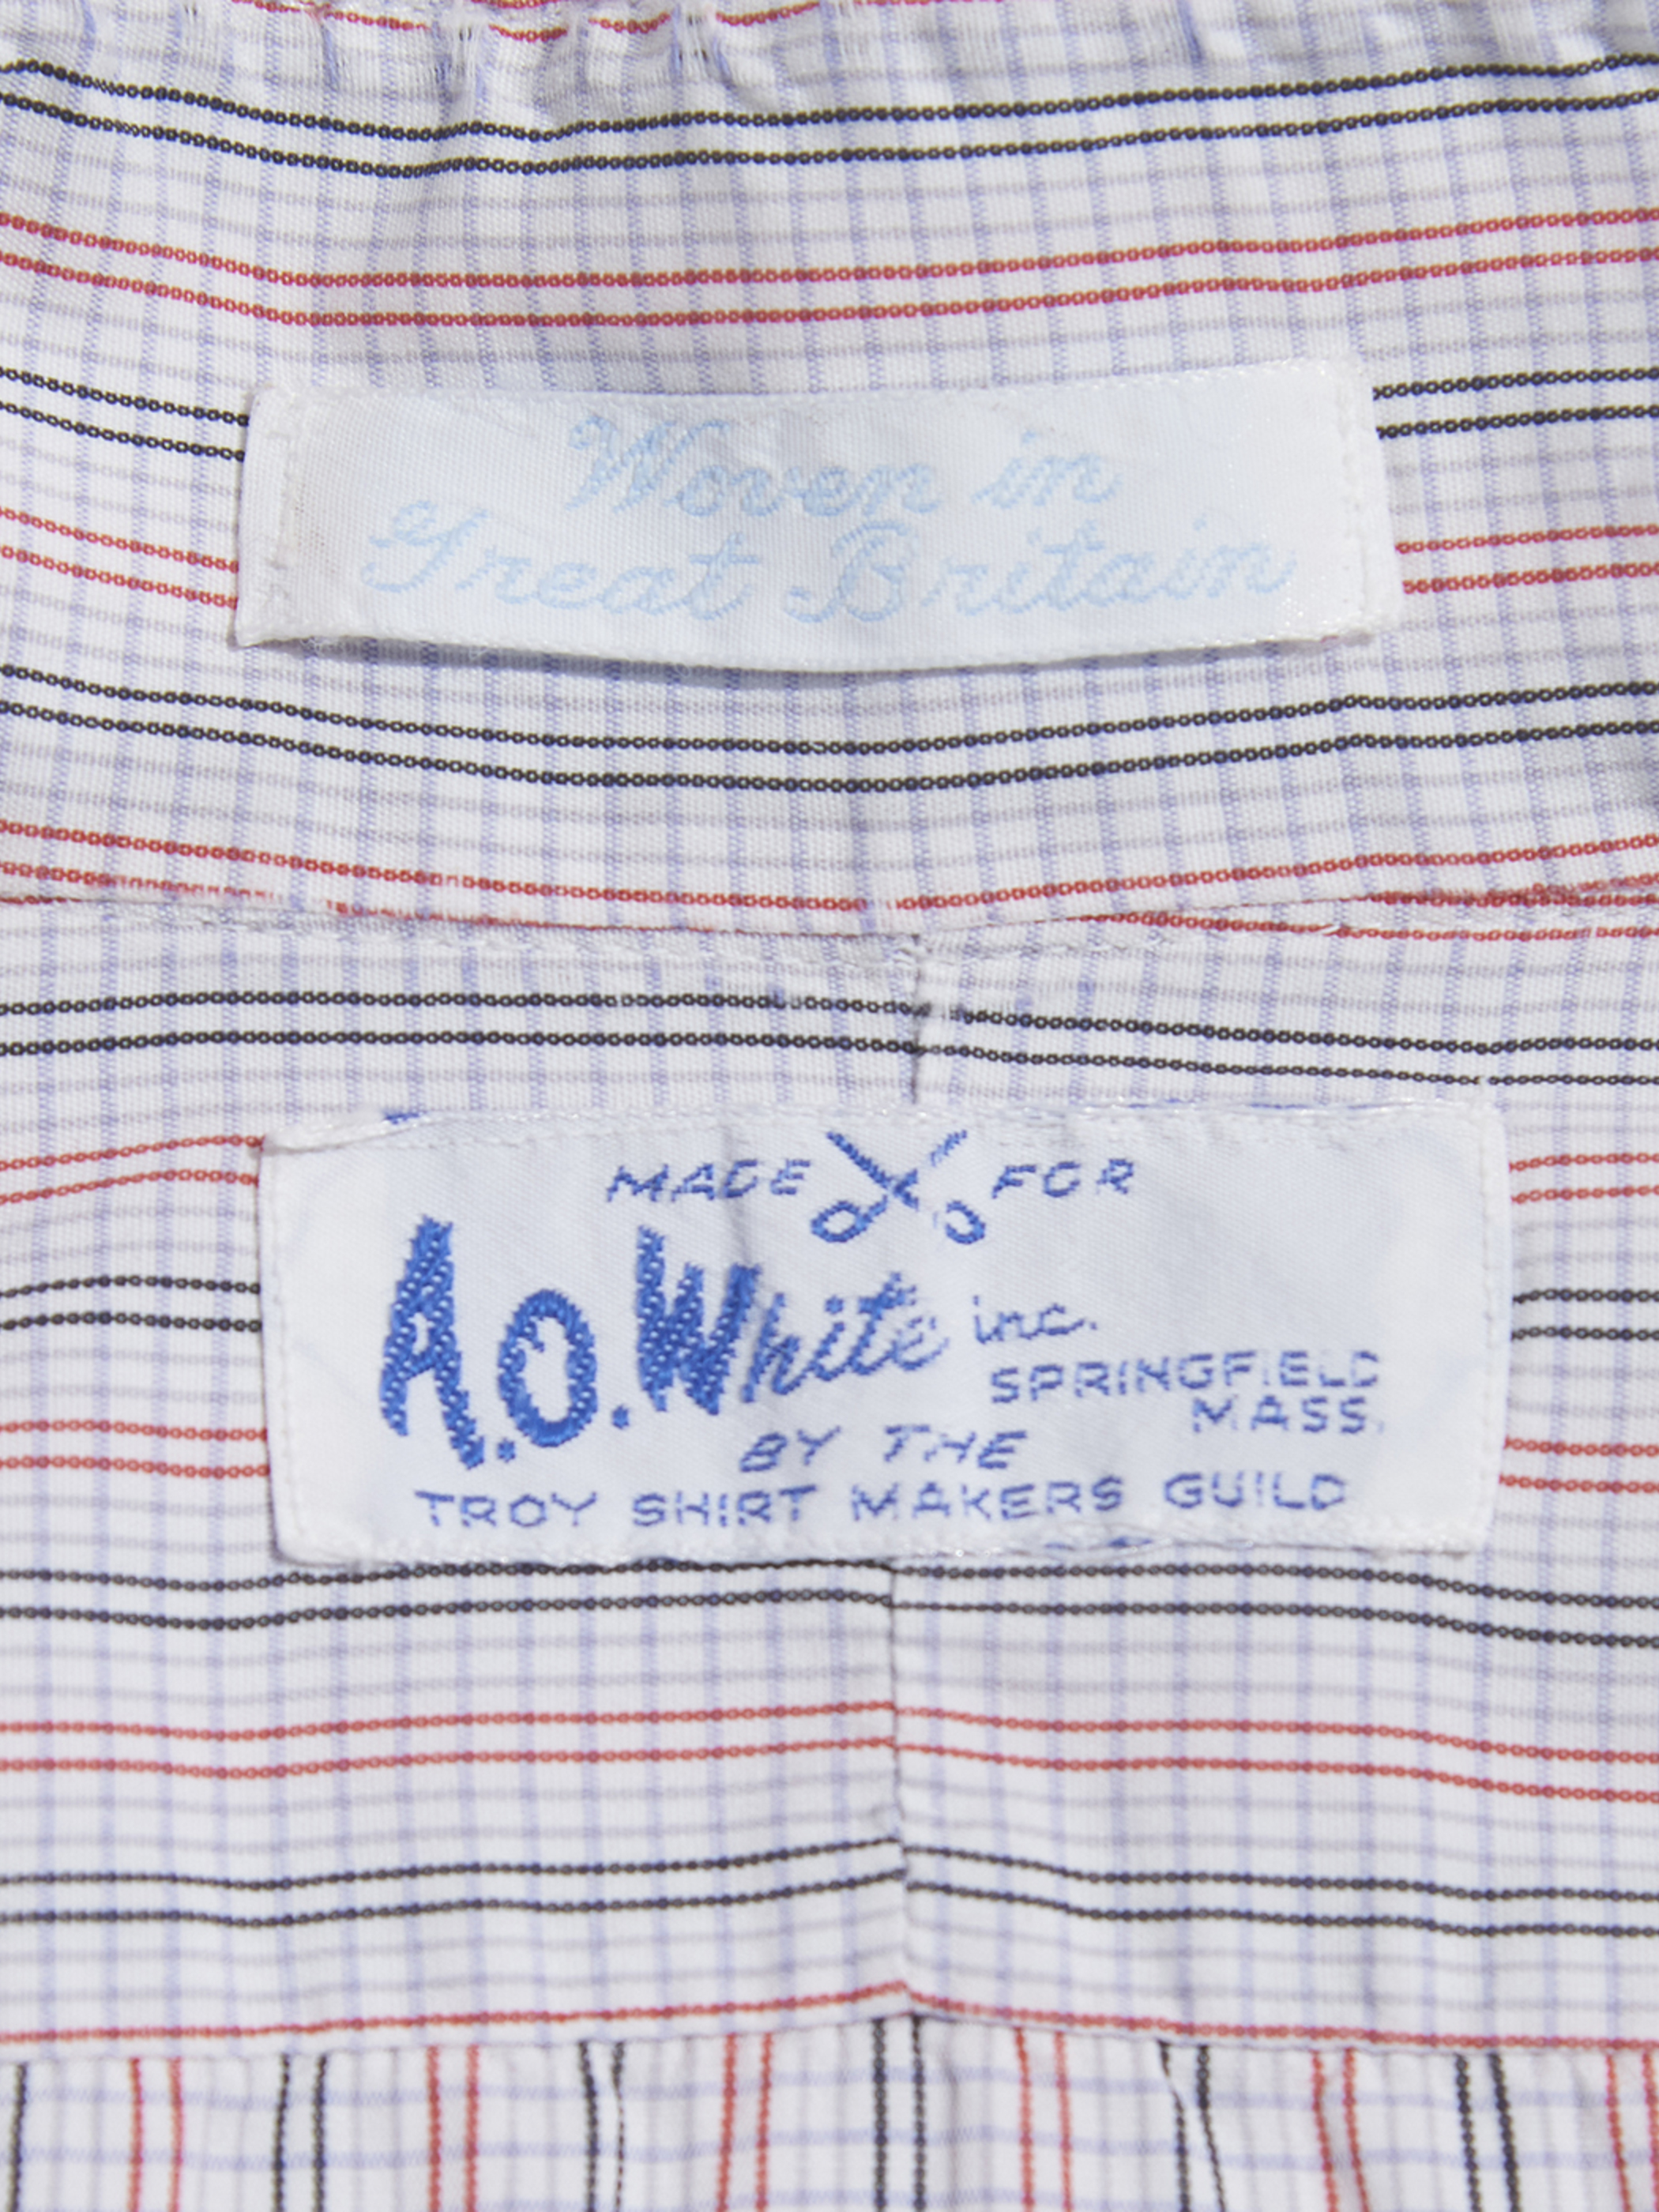 Woven in
Great Britain
MADE FOR
A.O.White inc.
SPRINGFIELD
MASS.
BY THE
TROY SHIRT MAKERS GUILD